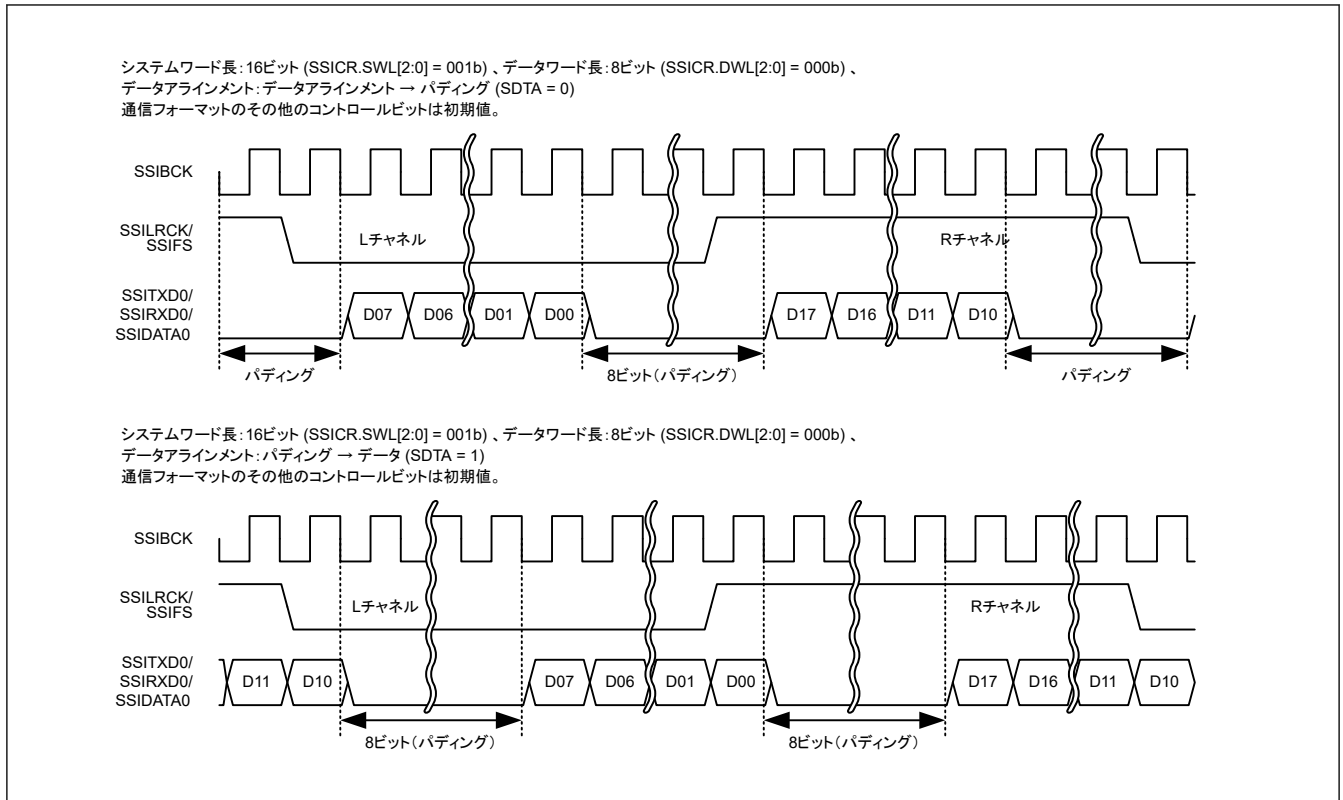 システムワード長：16ビット (SSICR.SWL[2:0] = 001b) 、データワード長：8ビット (SSICR.DWL[2:0] = 000b) 、
データアラインメント：データアラインメント → パディング (SDTA = 0)
通信フォーマットのその他のコントロールビットは初期値。
SSIBCK
SSILRCK/
SSIFS
Lチャネル
Rチャネル
SSITXD0/
SSIRXD0/
SSIDATA0
D07 D06 D01 D00 D17 D16 D11 D10
パディング 8ビット（パディング） パディング
システムワード長：16ビット (SSICR.SWL[2:0] = 001b) 、データワード長：8ビット (SSICR.DWL[2:0] = 000b) 、
データアラインメント：パディング → データ (SDTA = 1)
通信フォーマットのその他のコントロールビットは初期値。
SSIBCK
SSILRCK/
SSIFS
Lチャネル
Rチャネル
SSITXD0/
SSIRXD0/
SSIDATA0
D11 D10 D07 D06 D01 D00 D17 D16 D11 D10
8ビット（パディング） 8ビット（パディング）